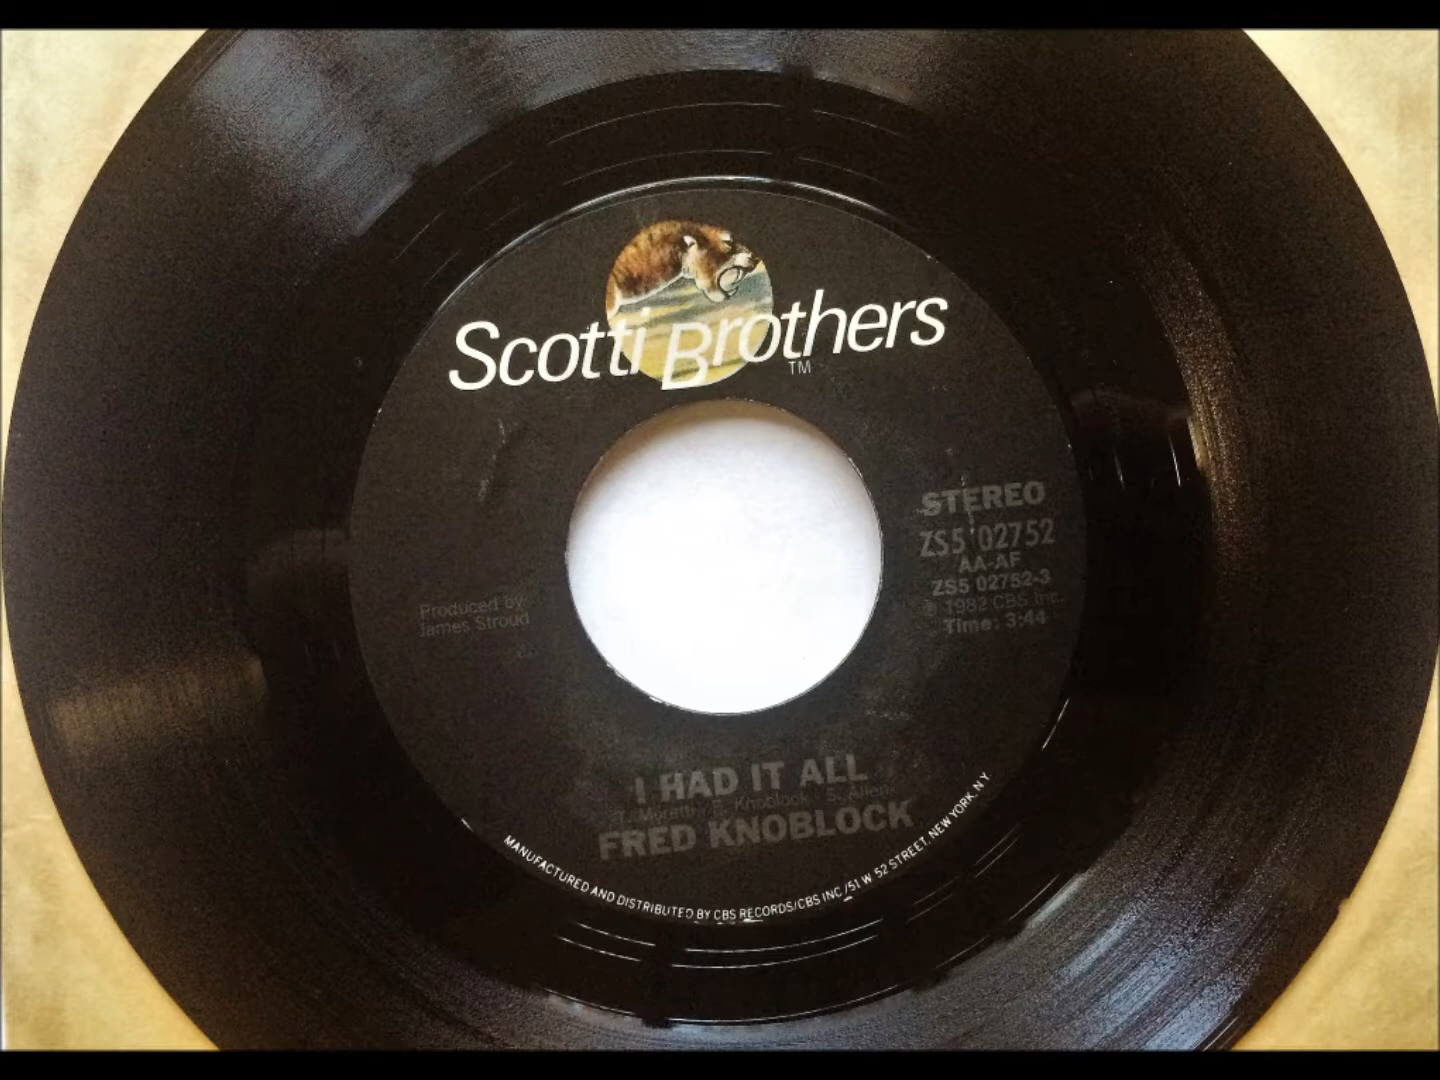 Scotti Brothers
TM
STEREO
ZS5 02752
AA-AF
ZS5 02752-3
℗ 1982 CBS Inc.
Time: 3:44
Produced by
James Stroud
I HAD IT ALL
Knoblock S. Allen
FRED KNOBLOCK
MANUFACTURED AND DISTRIBUTED BY CBS RECORDS/CBS INC./51 W. 52 STREET, NEW YORK, N.Y.